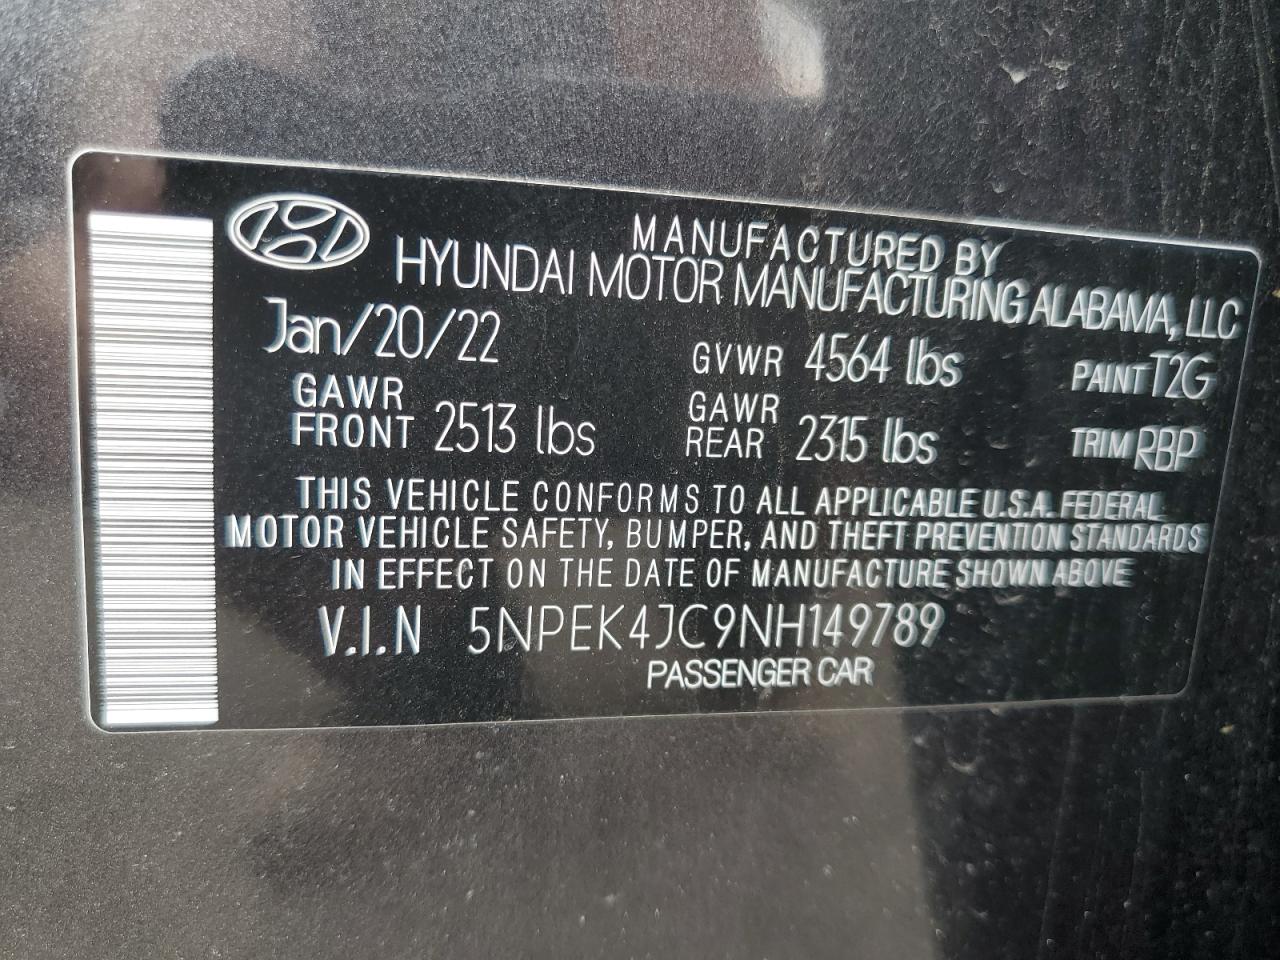 MANUFACTURED BY
HYUNDAI MOTOR MANUFACTURING ALABAMA, LLC
Jan/20/22 GVWR 4564 lbs PAINT T2G
GAWR FRONT 2513 lbs GAWR REAR 2315 lbs TRIM RBP
THIS VEHICLE CONFORMS TO ALL APPLICABLE U.S.A. FEDERAL
MOTOR VEHICLE SAFETY, BUMPER, AND THEFT PREVENTION STANDARDS
IN EFFECT ON THE DATE OF MANUFACTURE SHOWN ABOVE
V.I.N 5NPEK4JC9NH149789
PASSENGER CAR